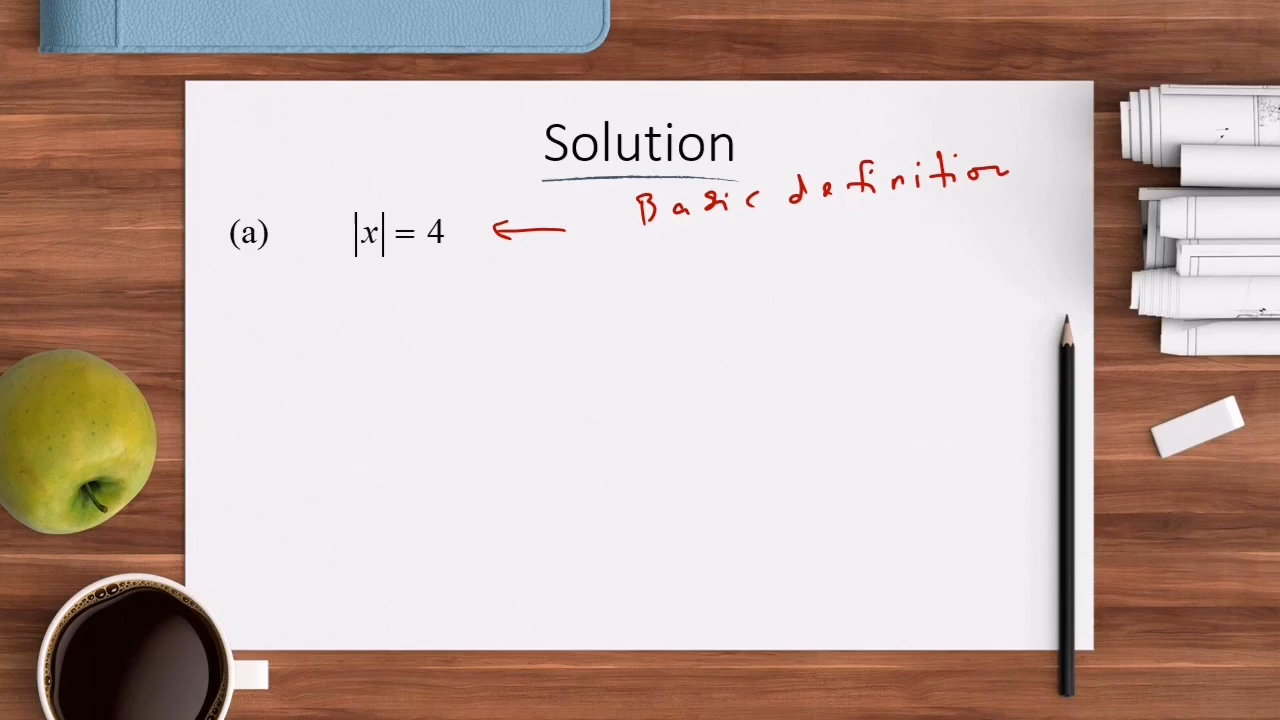 Solution
Basic definition
(a) |x| = 4 ←